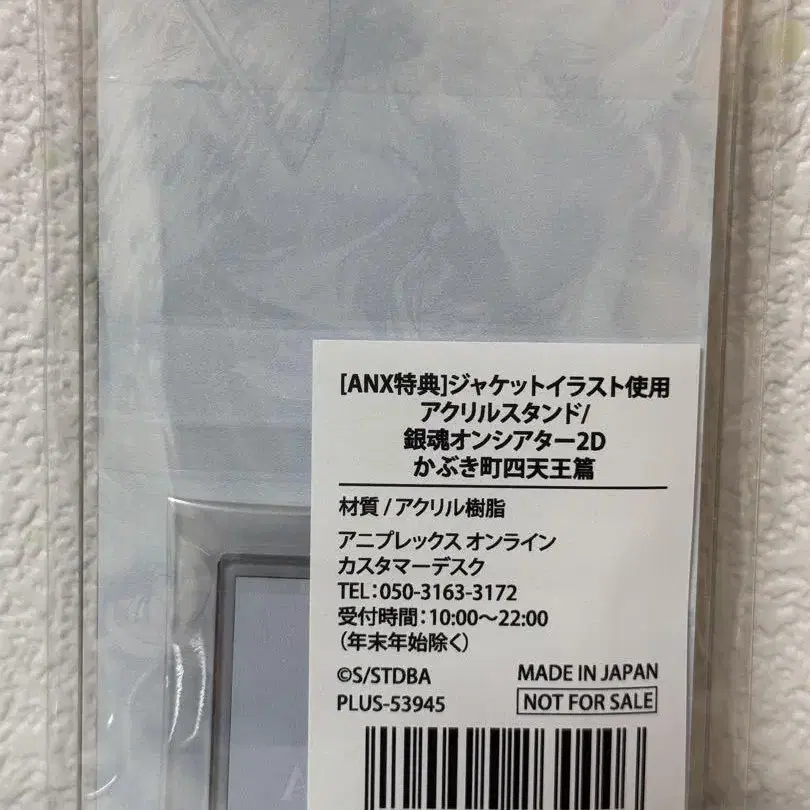 [ANX特典]ジャケットイラスト使用
アクリルスタンド/
銀魂オンシアター2D
かぶき町四天王篇
材質 / アクリル樹脂
アニプレックス オンライン
カスタマーデスク
TEL：050-3163-3172
受付時間：10:00～22:00
（年末年始除く）
©S/STDBA
MADE IN JAPAN
PLUS-53945
NOT FOR SALE